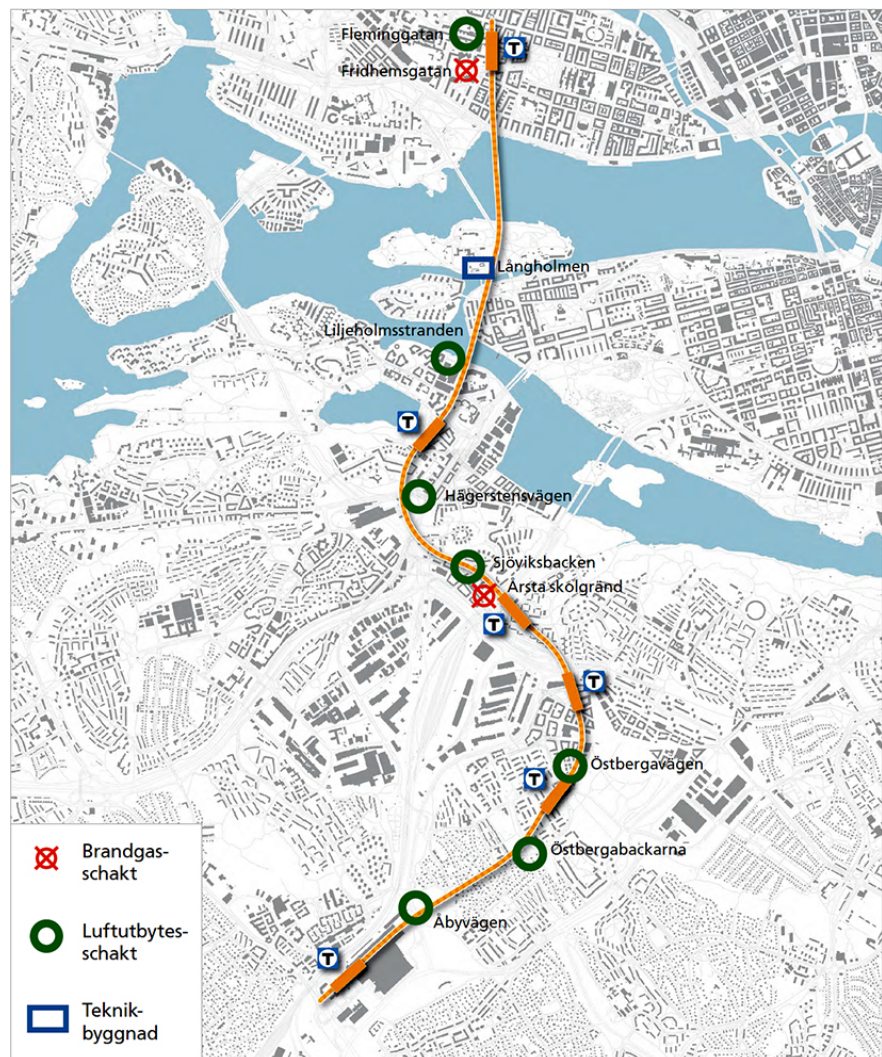 Fleminggatan
T
Fridhemsgatan
Långholmen
Liljeholmsstranden
T
Hägerstensvägen
Sjöviksbacken
Årsta skolgränd
T
T
Östbergavägen
T
Östbergabackarna
Åbyvägen
T
Brandgas-
schakt
Luftutbytes-
schakt
Teknik-
byggnad